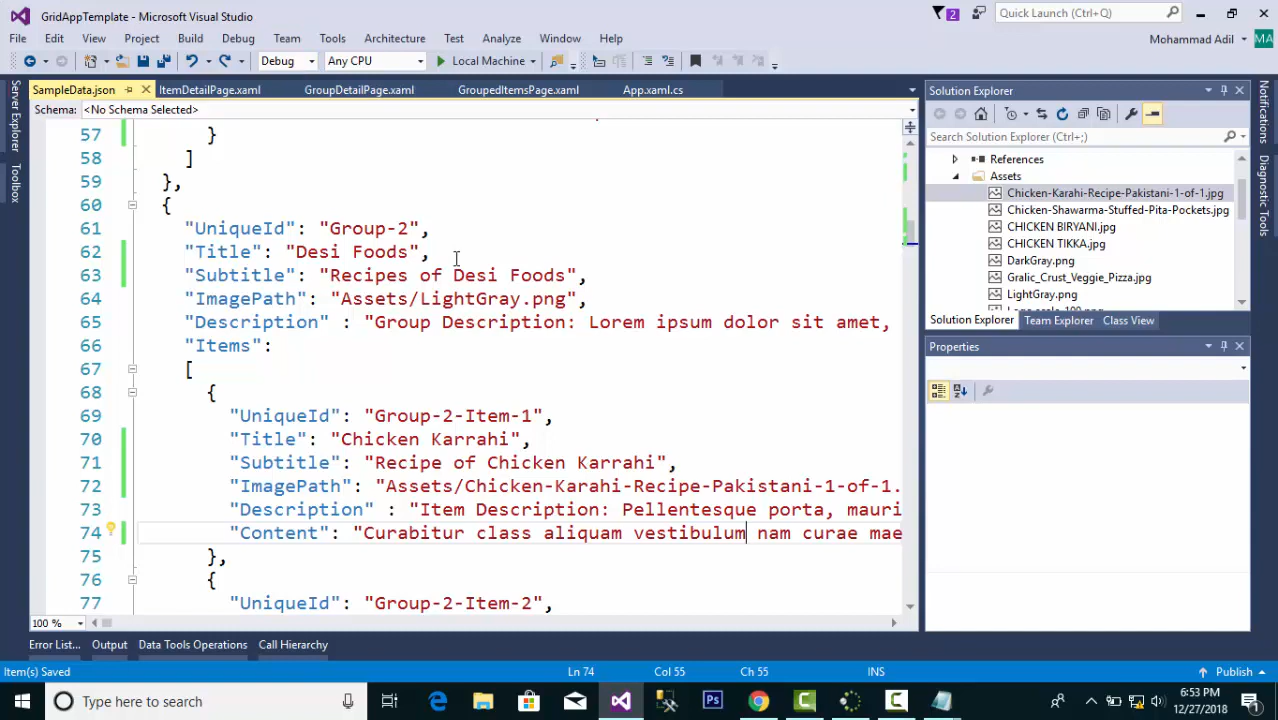 GridAppTemplate - Microsoft Visual Studio
2
Quick Launch (Ctrl+Q)
File Edit View Project Build Debug Team Tools Architecture Test Analyze Window Help
Mohammad Adil MA
Debug Any CPU Local Machine
Server Explorer
Toolbox
SampleData.json ItemDetailPage.xaml GroupDetailPage.xaml GroupedItemsPage.xaml App.xaml.cs
Schema: <No Schema Selected>
57 }
58 ]
59 },
60 {
61 "UniqueId": "Group-2",
62 "Title": "Desi Foods",
63 "Subtitle": "Recipes of Desi Foods",
64 "ImagePath": "Assets/LightGray.png",
65 "Description" : "Group Description: Lorem ipsum dolor sit amet,
66 "Items":
67 [
68 {
69 "UniqueId": "Group-2-Item-1",
70 "Title": "Chicken Karrahi",
71 "Subtitle": "Recipe of Chicken Karrahi",
72 "ImagePath": "Assets/Chicken-Karahi-Recipe-Pakistani-1-of-1.
73 "Description" : "Item Description: Pellentesque porta, mauri
74 "Content": "Curabitur class aliquam vestibulum nam curae mae
75 },
76 {
77 "UniqueId": "Group-2-Item-2",
100 %
Solution Explorer
Search Solution Explorer (Ctrl+;)
References
Assets
Chicken-Karahi-Recipe-Pakistani-1-of-1.jpg
Chicken-Shawarma-Stuffed-Pita-Pockets.jpg
CHICKEN BIRYANI.jpg
CHICKEN TIKKA.jpg
DarkGray.png
Gralic_Crust_Veggie_Pizza.jpg
LightGray.png
Solution Explorer Team Explorer Class View
Properties
Notifications
Diagnostic Tools
Error List... Output Data Tools Operations Call Hierarchy
Item(s) Saved Ln 74 Col 55 Ch 55 INS Publish
Type here to search
Ps
6:53 PM
12/27/2018
1